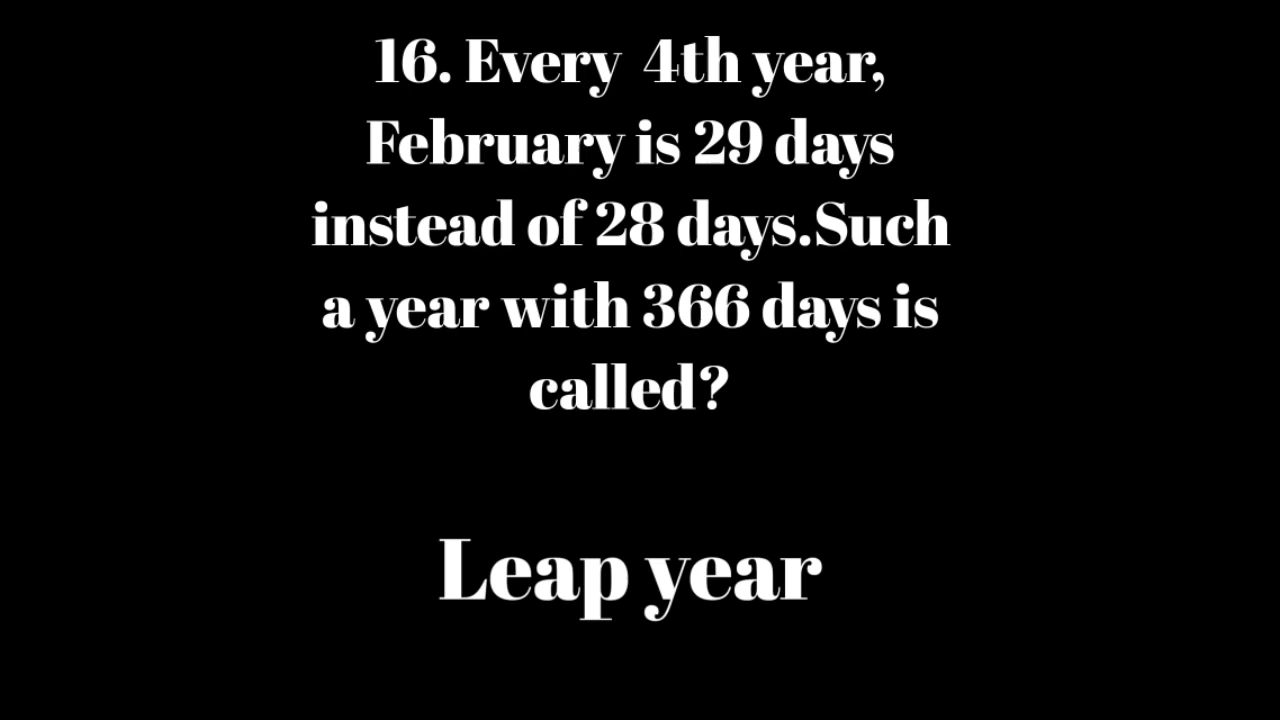 16. Every 4th year,
February is 29 days
instead of 28 days.Such
a year with 366 days is
called?
Leap year